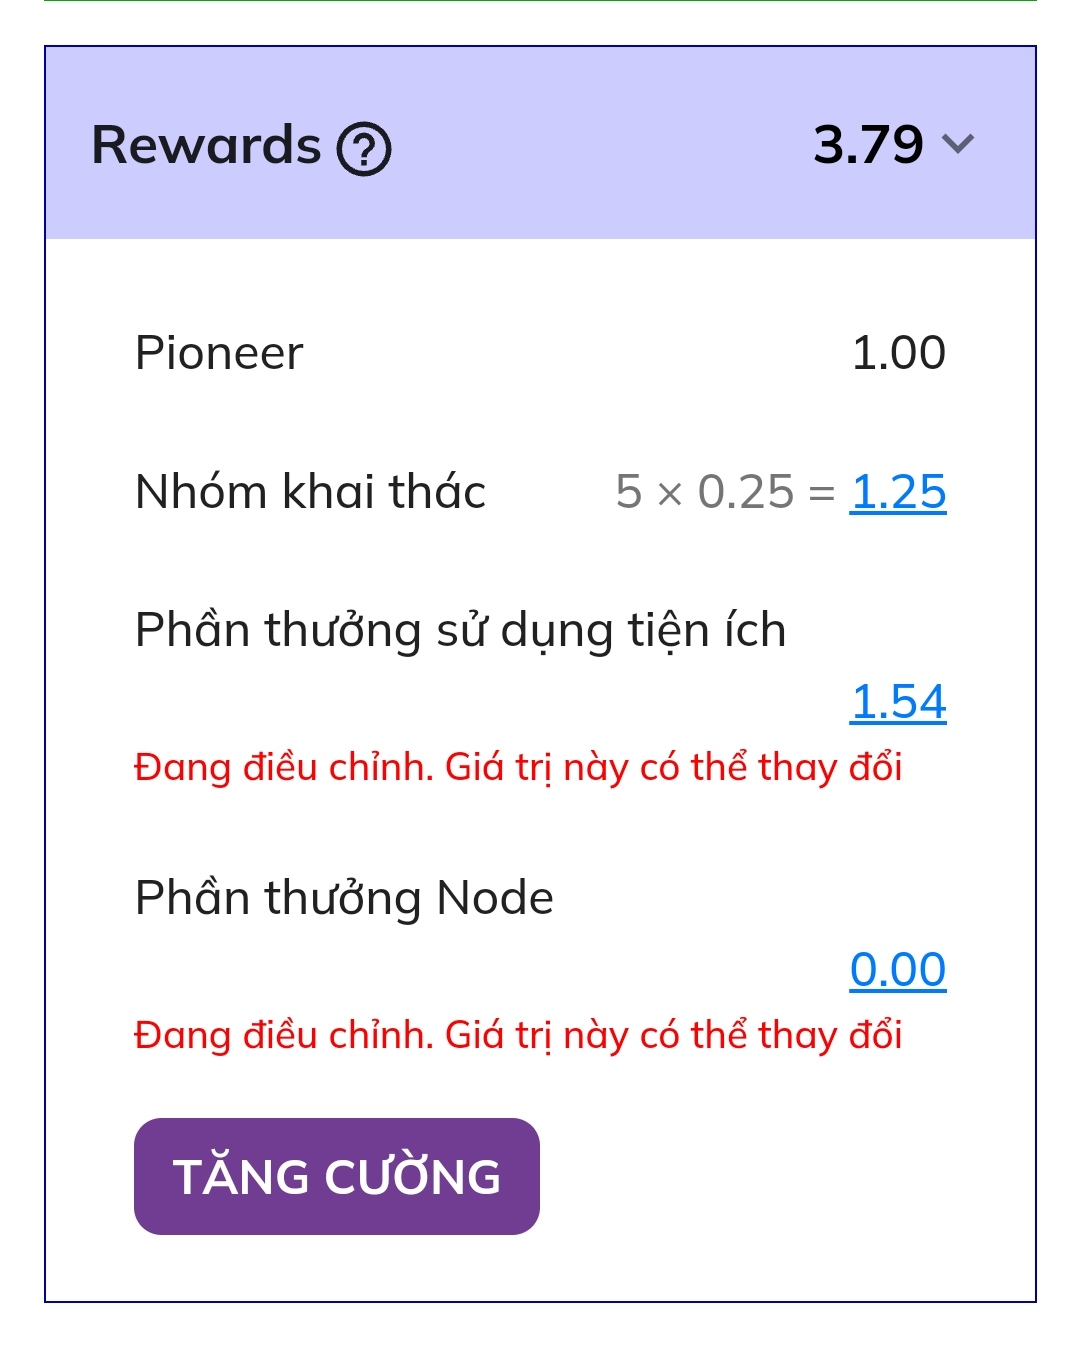 Rewards ? 3.79
Pioneer 1.00
Nhóm khai thác 5 × 0.25 = 1.25
Phần thưởng sử dụng tiện ích
1.54
Đang điều chỉnh. Giá trị này có thể thay đổi
Phần thưởng Node
0.00
Đang điều chỉnh. Giá trị này có thể thay đổi
TĂNG CƯỜNG